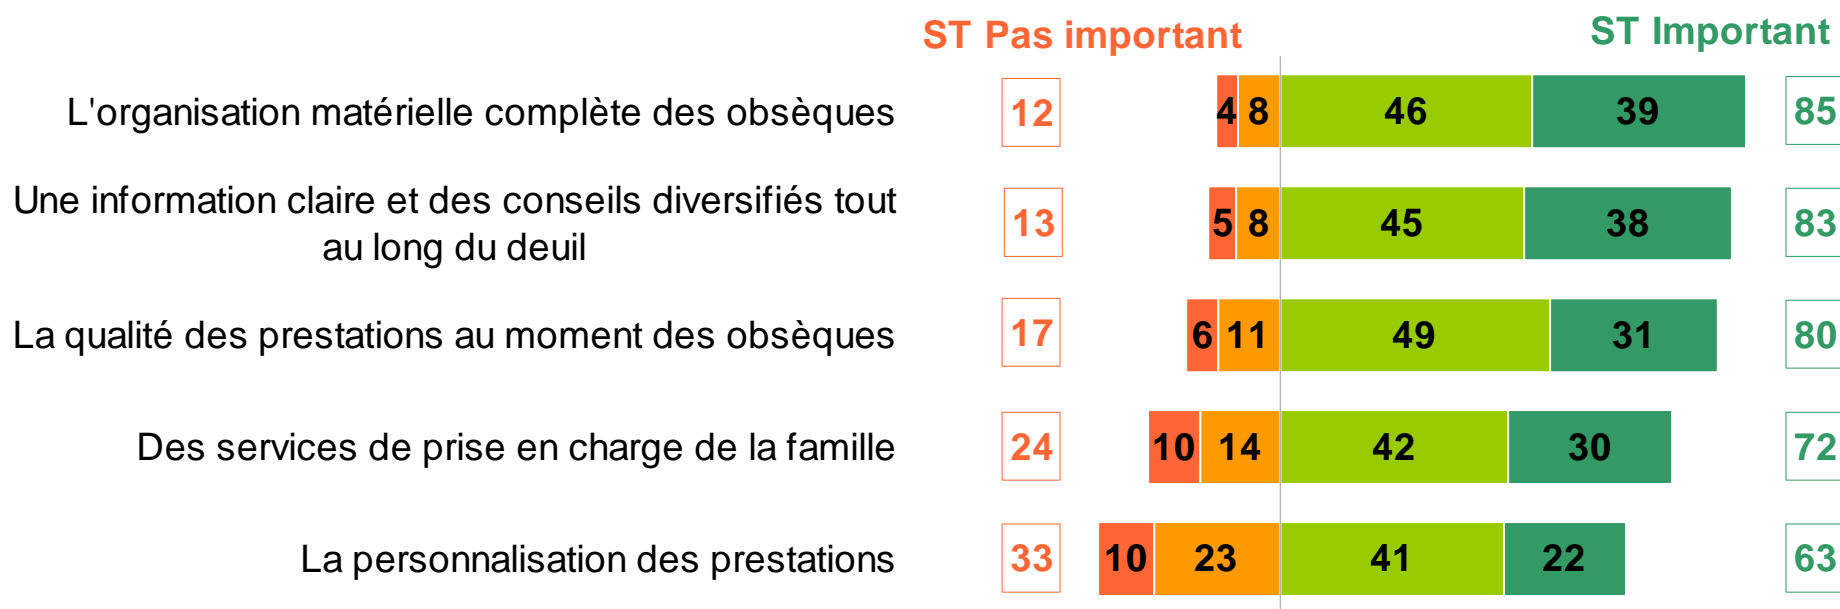 ST Pas important ST Important
L'organisation matérielle complète des obsèques 12 4 8 46 39 85
Une information claire et des conseils diversifiés tout
au long du deuil 13 5 8 45 38 83
La qualité des prestations au moment des obsèques 17 6 11 49 31 80
Des services de prise en charge de la famille 24 10 14 42 30 72
La personnalisation des prestations 33 10 23 41 22 63